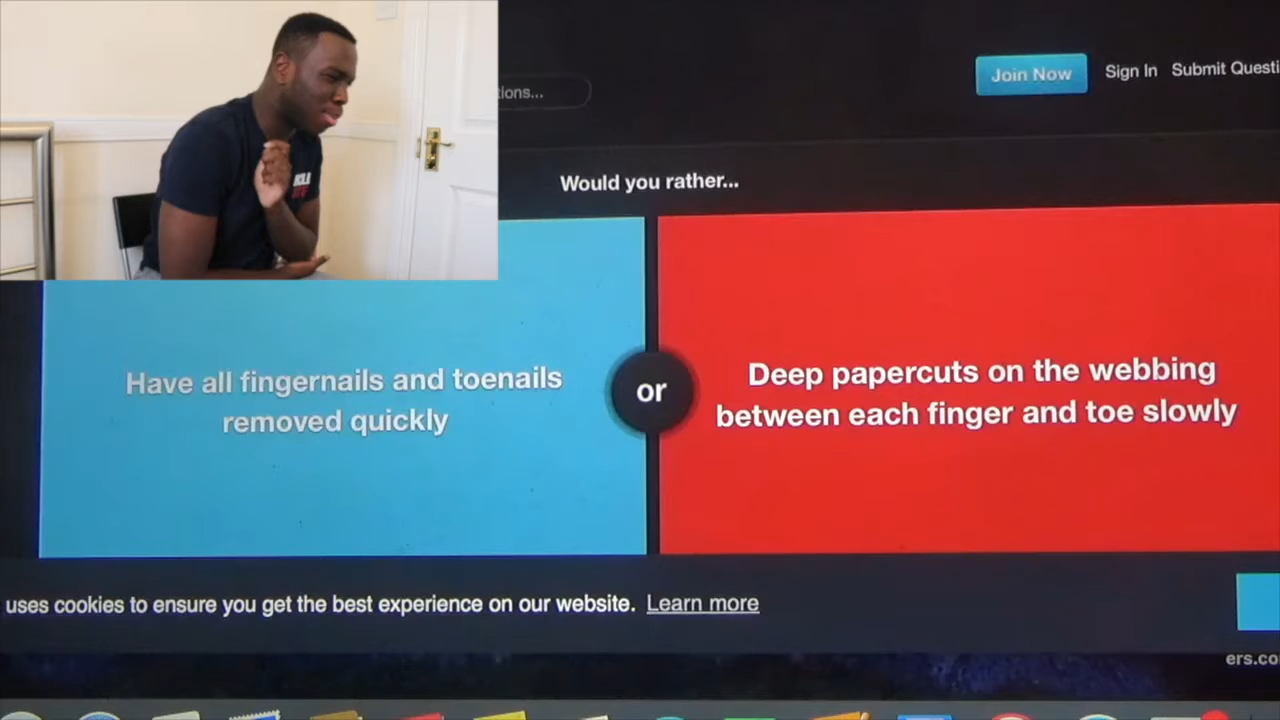 tions...
Join Now
Sign In
Submit Questi
Would you rather...
Have all fingernails and toenails
removed quickly
or
Deep papercuts on the webbing
between each finger and toe slowly
uses cookies to ensure you get the best experience on our website. Learn more
ers.co